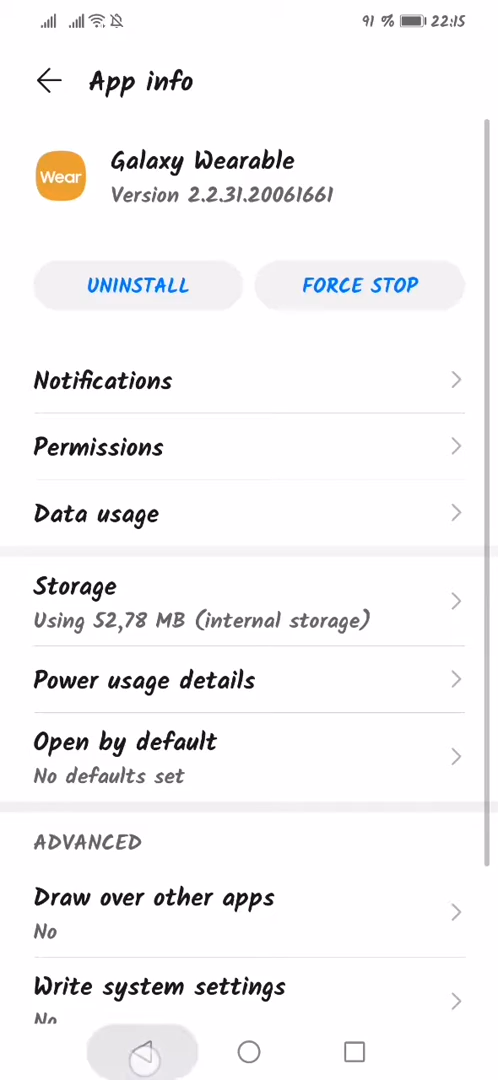 91 % 22:15
App info
Wear
Galaxy Wearable
Version 2.2.31.20061661
UNINSTALL
FORCE STOP
Notifications
Permissions
Data usage
Storage
Using 52,78 MB (internal storage)
Power usage details
Open by default
No defaults set
ADVANCED
Draw over other apps
No
Write system settings
No